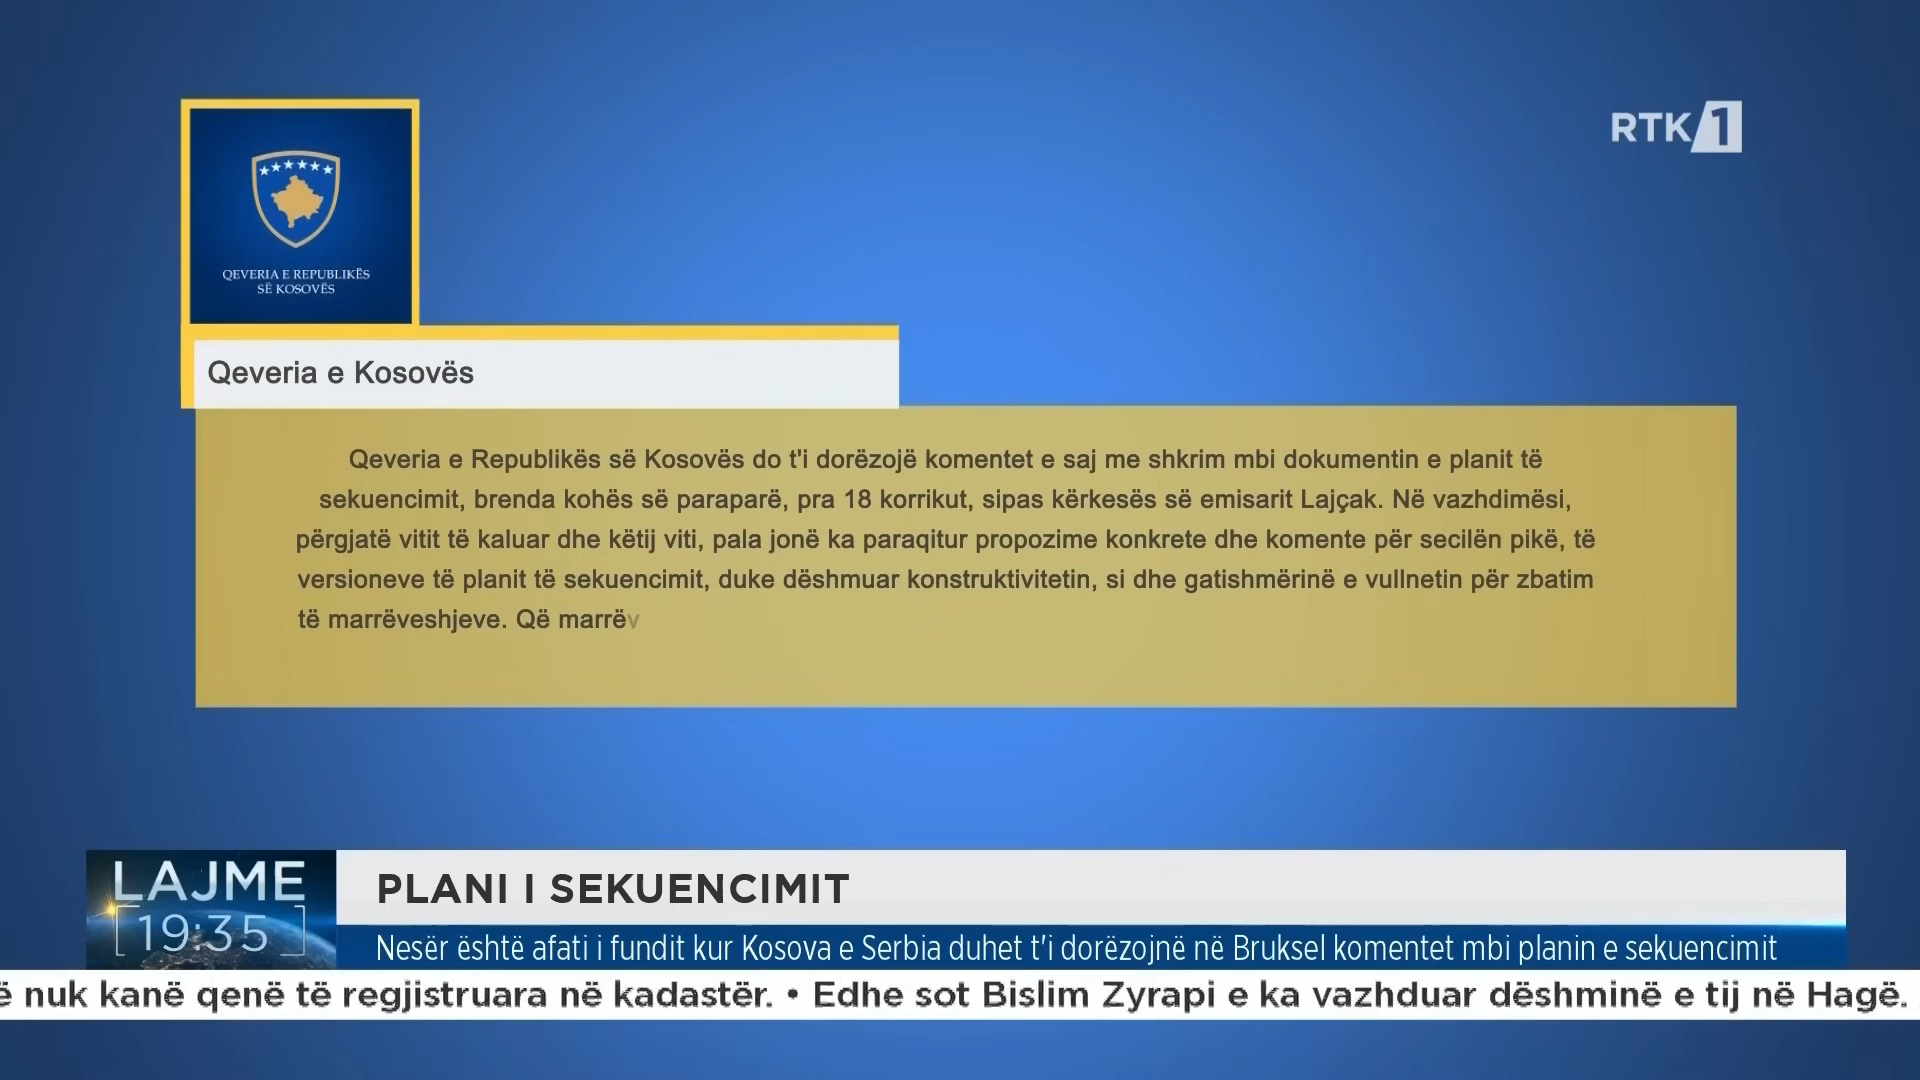 RTK 1
QEVERIA E REPUBLIKËS
SË KOSOVËS
Qeveria e Kosovës
Qeveria e Republikës së Kosovës do t'i dorëzojë komentet e saj me shkrim mbi dokumentin e planit të
sekuencimit, brenda kohës së paraparë, pra 18 korrikut, sipas kërkesës së emisarit Lajçak. Në vazhdimësi,
përgjatë vitit të kaluar dhe këtij viti, pala jonë ka paraqitur propozime konkrete dhe komente për secilën pikë, të
versioneve të planit të sekuencimit, duke dëshmuar konstruktivitetin, si dhe gatishmërinë e vullnetin për zbatim
të marrëveshjeve. Që marrëv
LAJME
19:35
PLANI I SEKUENCIMIT
Nesër është afati i fundit kur Kosova e Serbia duhet t'i dorëzojnë në Bruksel komentet mbi planin e sekuencimit
ë nuk kanë qenë të regjistruara në kadastër. • Edhe sot Bislim Zyrapi e ka vazhduar dëshminë e tij në Hagë.